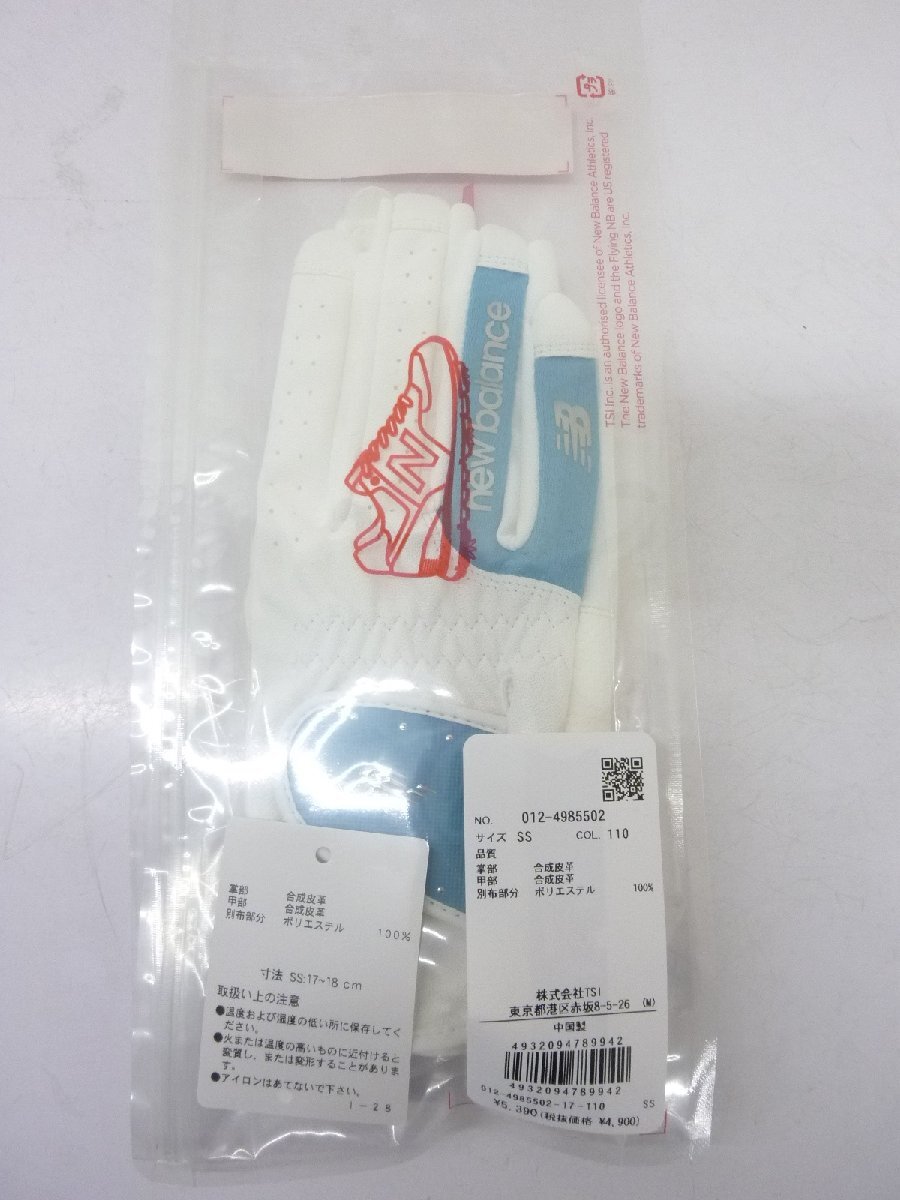 プラ
TSI Inc. is an authorised licensee of New Balance Athletics, Inc.
The New Balance logo and the Flying NB are US registered
trademarks of New Balance Athletics, Inc.
new balance
NB
N
NO. 012-4985502
サイズ SS COL. 110
品質
掌部 合成皮革
甲部 合成皮革
別布部分 ポリエステル 100%
株式会社TSI
東京都港区赤坂8-5-26 (M)
中国製
4932094789942
4932094789942
012-4985502-17-110 SS
¥5,390(税抜価格 ¥4,900)
掌部 合成皮革
甲部 合成皮革
別布部分 ポリエステル 100%
寸法 SS:17~18 cm
取扱い上の注意
●温度および湿度の低い所に保存してく
ださい。
●火または温度の高いものに近付けると
変質し、または変形することがありま
す。
●アイロンはあてないで下さい。
I-28